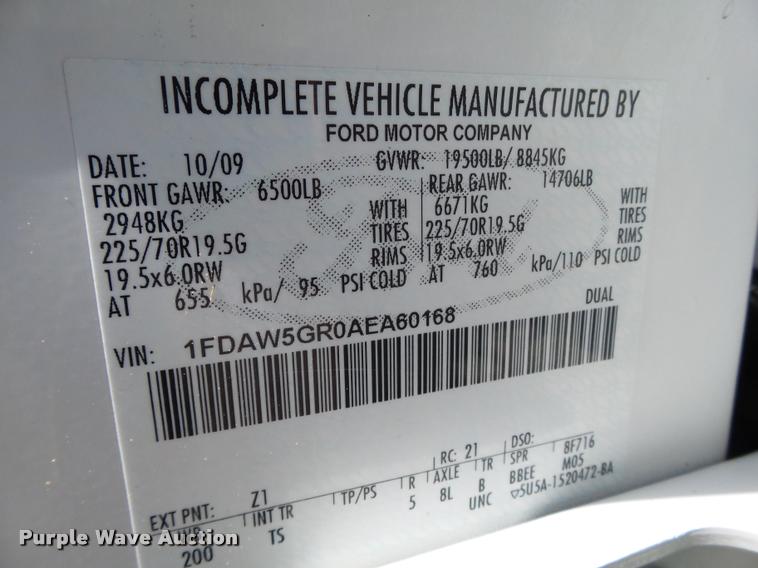 INCOMPLETE VEHICLE MANUFACTURED BY
FORD MOTOR COMPANY
DATE: 10/09 GVWR: 19500LB/ 8845KG
FRONT GAWR: 6500LB REAR GAWR: 14706LB
2948KG WITH 6671KG WITH
225/70R19.5G TIRES 225/70R19.5G TIRES
19.5x6.0RW RIMS 19.5x6.0RW RIMS
AT 655 kPa/ 95 PSI COLD AT 760 kPa/110 PSI COLD
DUAL
VIN: 1FDAW5GR0AEA60168
EXT PNT: Z1 RC: 21 DSO:
INT TR TP/PS R AXLE TR SPR 8F716
200 TS 5 8L B BBEE M05
UNC 5U5A-1520472-BA
Purple Wave Auction